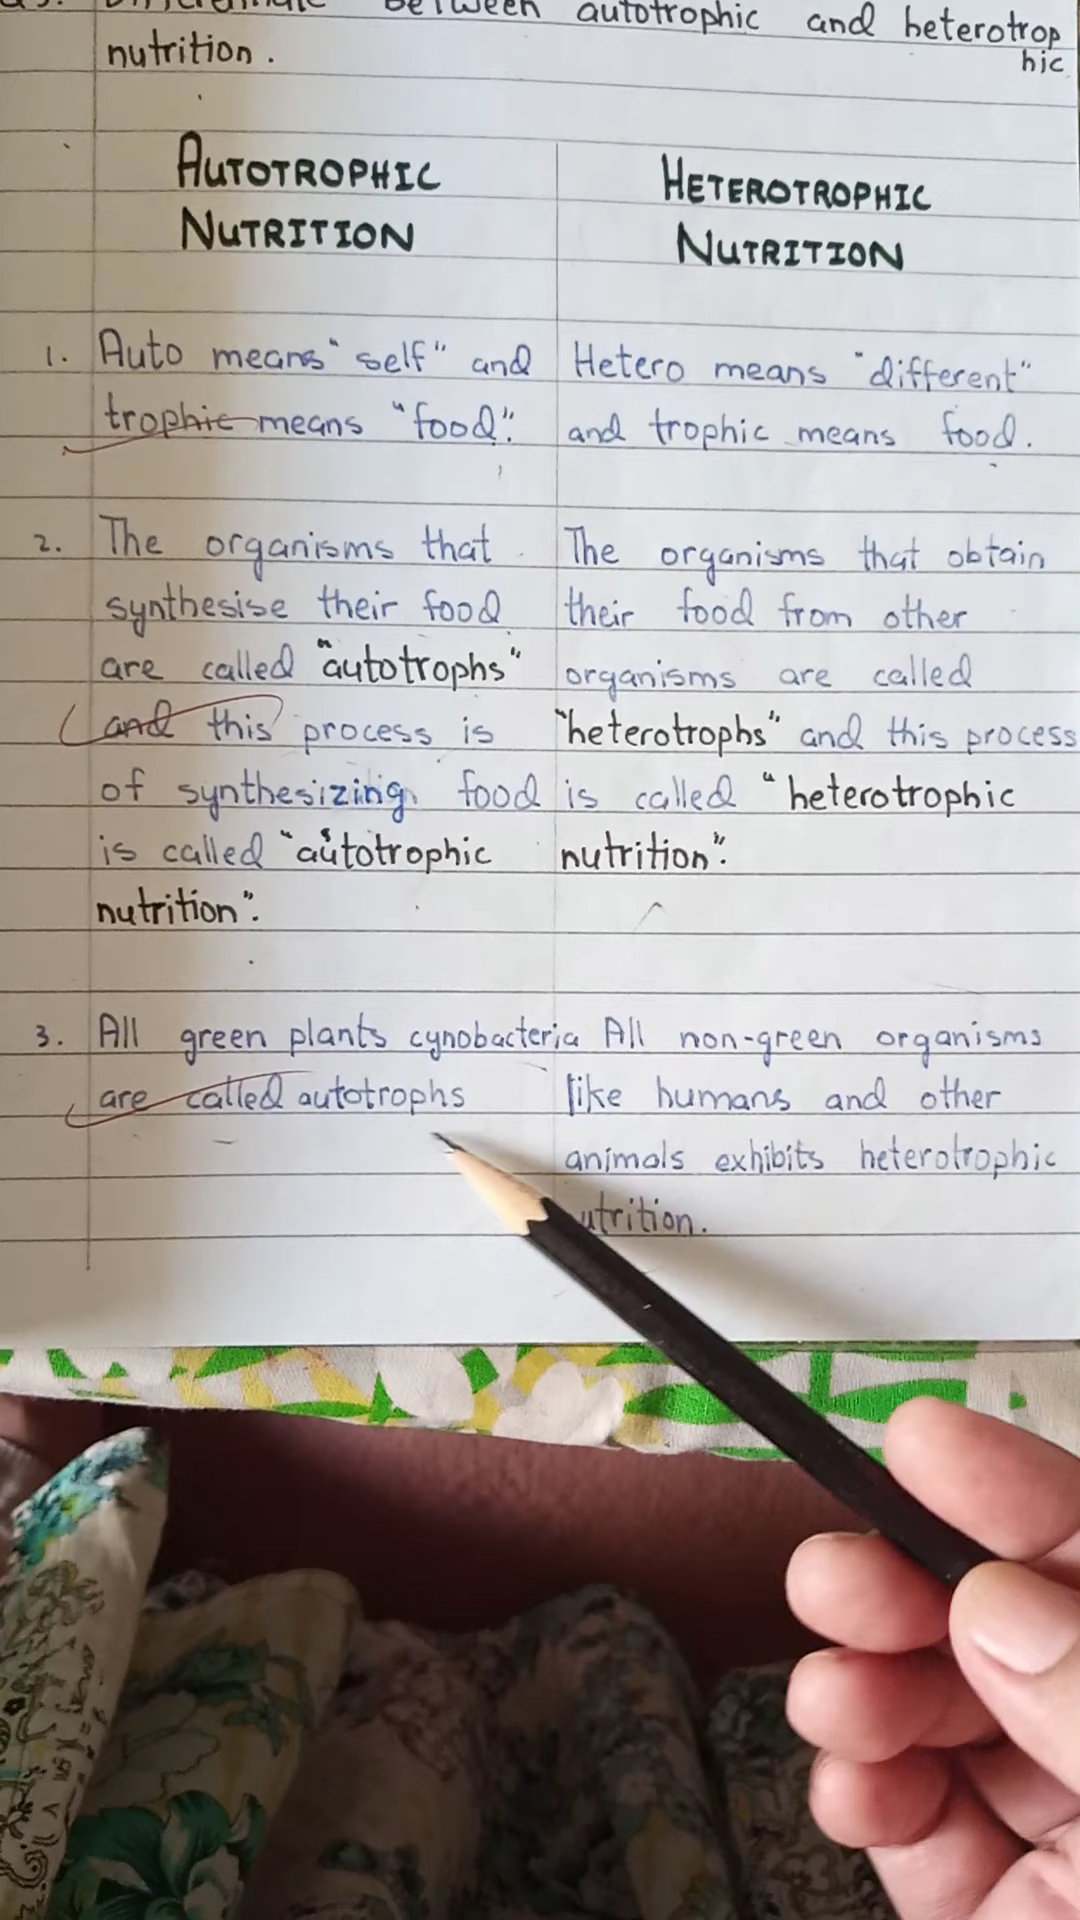 between autotrophic and heterotrop
hic
nutrition.
AUTOTROPHIC
NUTRITION
HETEROTROPHIC
NUTRITION
1. Auto means "self" and
trophic means "food".
Hetero means "different"
and trophic means food.
2. The organisms that
synthesise their food
are called "autotrophs"
and this process is
of synthesizing food
is called "autotrophic
nutrition".
The organisms that obtain
their food from other
organisms are called
"heterotrophs" and this process
is called "heterotrophic
nutrition".
3. All green plants cynobacteria
are called autotrophs
All non-green organisms
like humans and other
animals exhibits heterotrophic
utrition.